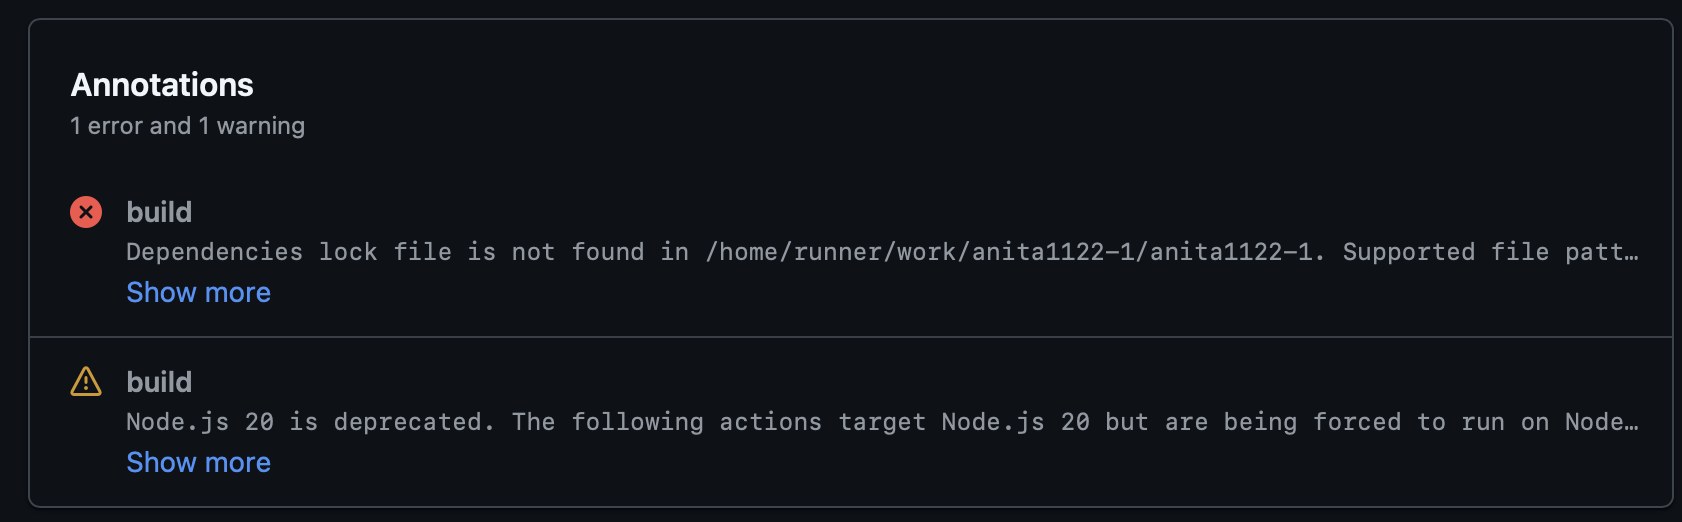 Annotations
1 error and 1 warning
build
Dependencies lock file is not found in /home/runner/work/anita1122-1/anita1122-1. Supported file patt…
Show more
build
Node.js 20 is deprecated. The following actions target Node.js 20 but are being forced to run on Node…
Show more